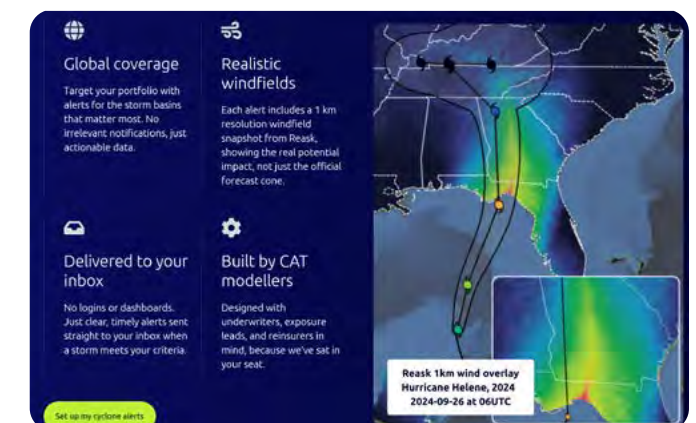 Global coverage
Target your portfolio with
alerts for the storm basins
that matter most. No
irrelevant notifications, just
actionable data.
Realistic
windfields
Each alert includes a 1 km
resolution windfield
snapshot from Reask,
showing the real potential
impact, not just the official
forecast cone.
Delivered to your
inbox
No logins or dashboards.
Just clear, timely alerts sent
straight to your inbox when
a storm meets your criteria.
Built by CAT
modellers
Designed with
underwriters, exposure
leads, and reinsurers in
mind, because we've sat in
your seat.
Set up my cyclone alerts
Reask 1km wind overlay
Hurricane Helene, 2024
2024-09-26 at 06UTC